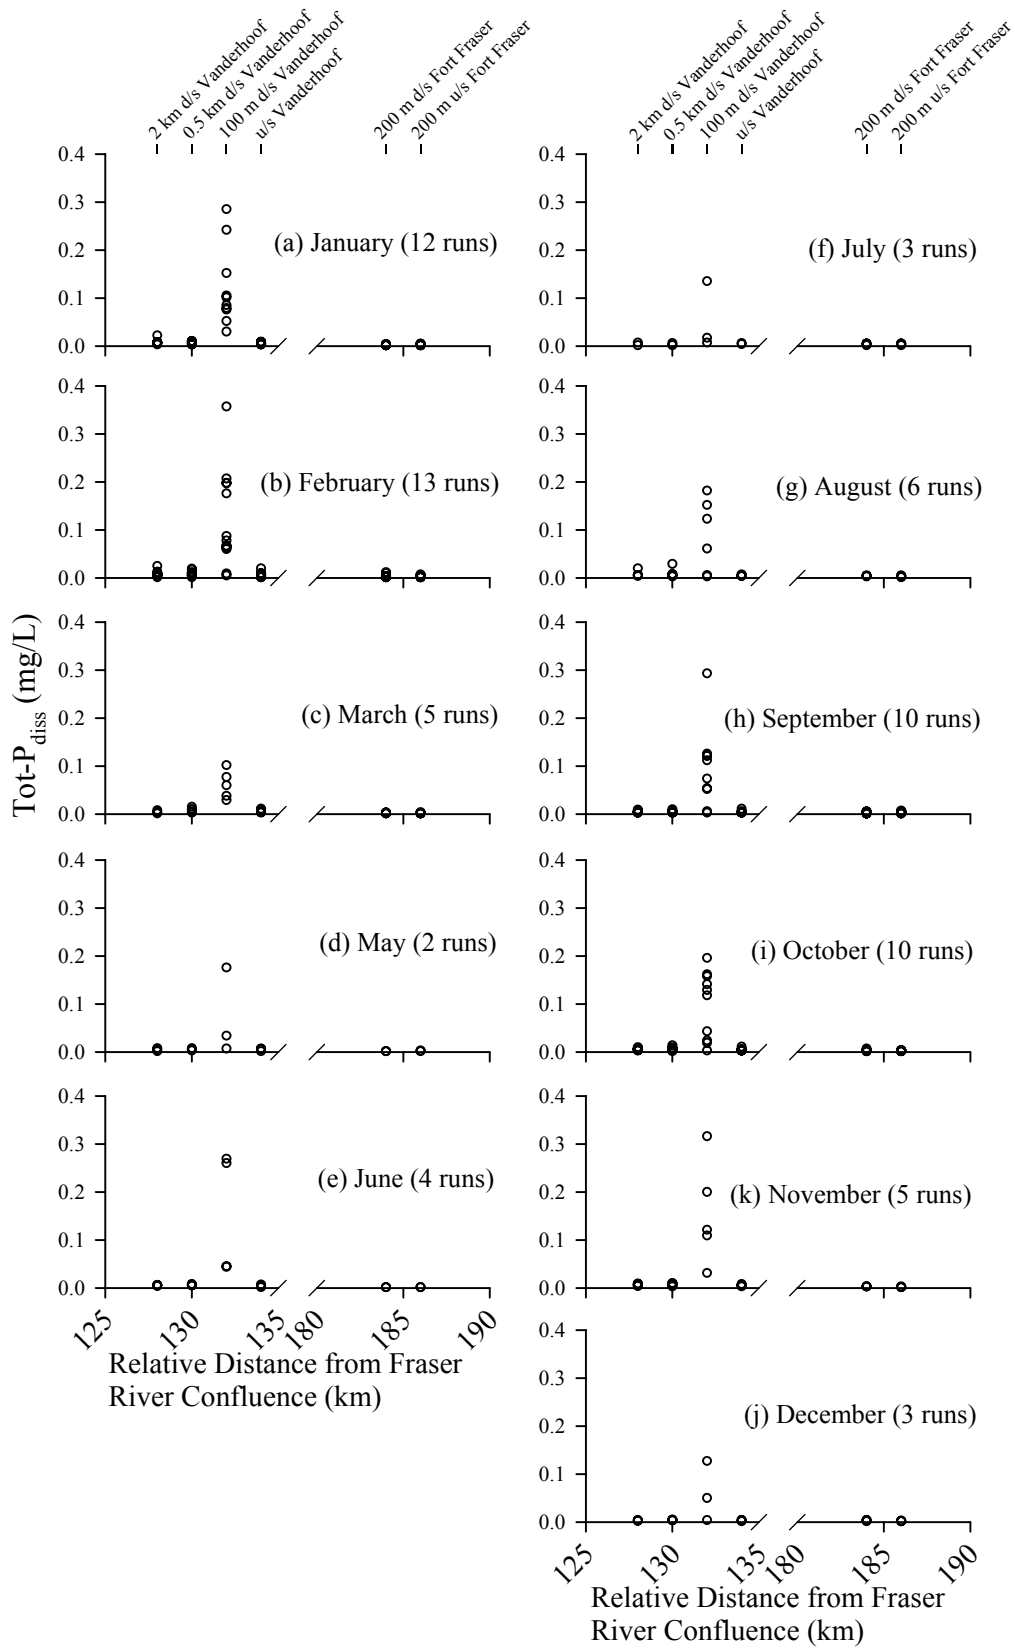 2 km d/s Vanderhoof
0.5 km d/s Vanderhoof
100 m d/s Vanderhoof
u/s Vanderhoof
200 m d/s Fort Fraser
200 m u/s Fort Fraser
2 km d/s Vanderhoof
0.5 km d/s Vanderhoof
100 m d/s Vanderhoof
u/s Vanderhoof
200 m d/s Fort Fraser
200 m u/s Fort Fraser
Tot-Pdiss (mg/L)
0.4
0.3
0.2
0.1
0.0
(a) January (12 runs)
0.4
0.3
0.2
0.1
0.0
(b) February (13 runs)
0.4
0.3
0.2
0.1
0.0
(c) March (5 runs)
0.4
0.3
0.2
0.1
0.0
(d) May (2 runs)
0.4
0.3
0.2
0.1
0.0
(e) June (4 runs)
125 130 135 180 185 190
Relative Distance from Fraser
River Confluence (km)
0.4
0.3
0.2
0.1
0.0
(f) July (3 runs)
0.4
0.3
0.2
0.1
0.0
(g) August (6 runs)
0.4
0.3
0.2
0.1
0.0
(h) September (10 runs)
0.4
0.3
0.2
0.1
0.0
(i) October (10 runs)
0.4
0.3
0.2
0.1
0.0
(k) November (5 runs)
0.4
0.3
0.2
0.1
0.0
(j) December (3 runs)
125 130 135 180 185 190
Relative Distance from Fraser
River Confluence (km)